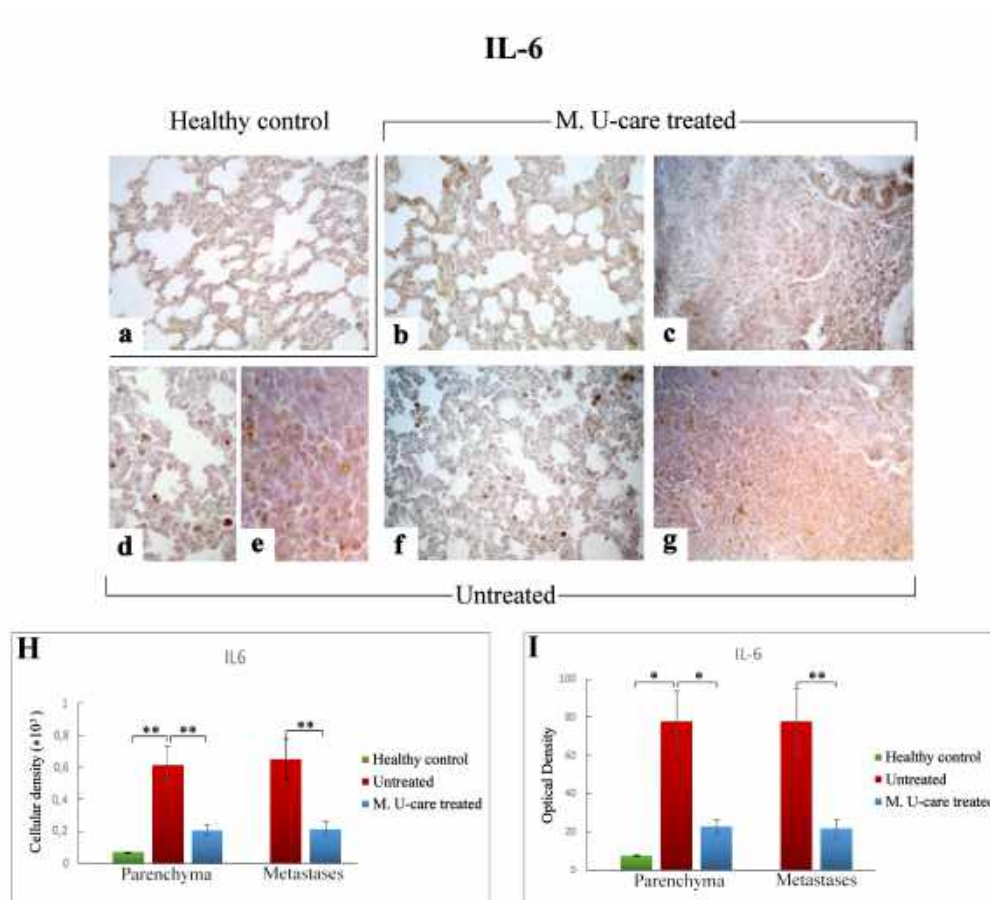 IL-6
Healthy control
M. U-care treated
a
b
c
d
e
f
g
Untreated
H
IL6
Cellular density (*10³)
1
0,8
0,6
0,4
0,2
0
** **
**
Parenchyma
Metastases
Healthy control
Untreated
M. U-care treated
I
IL-6
Optical Density
100
80
60
40
20
0
* *
**
Parenchyma
Metastases
Healthy control
Untreated
M. U-care treated